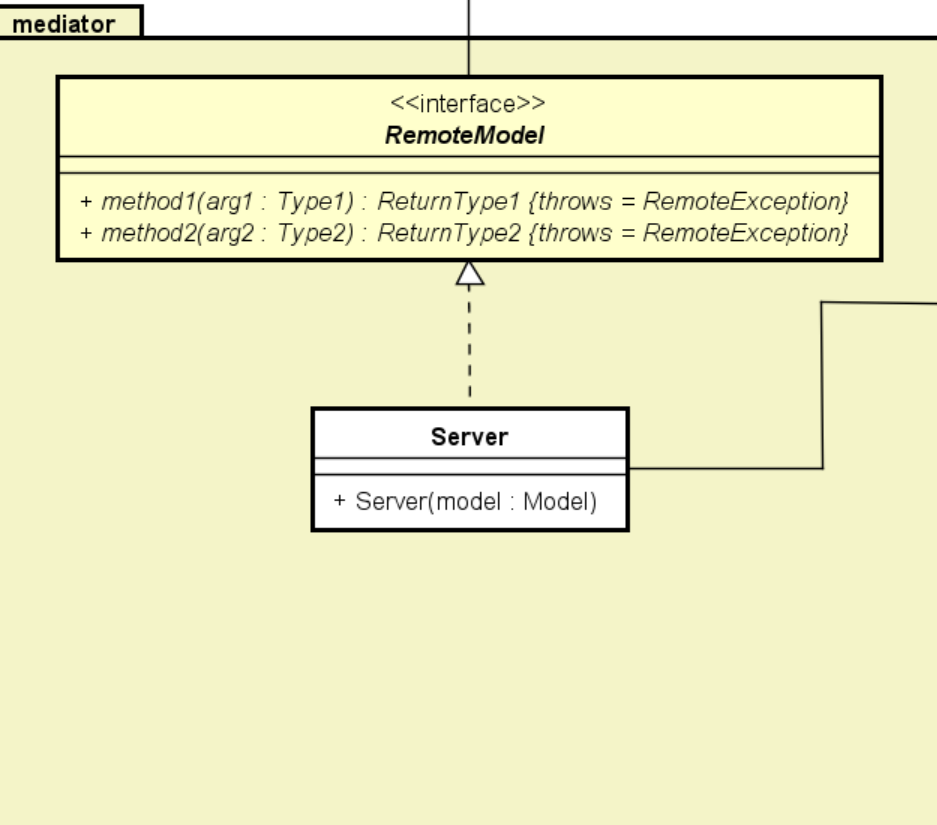 mediator
<<interface>>
RemoteModel
+ method1(arg1 : Type1) : ReturnType1 {throws = RemoteException}
+ method2(arg2 : Type2) : ReturnType2 {throws = RemoteException}
Server
+ Server(model : Model)